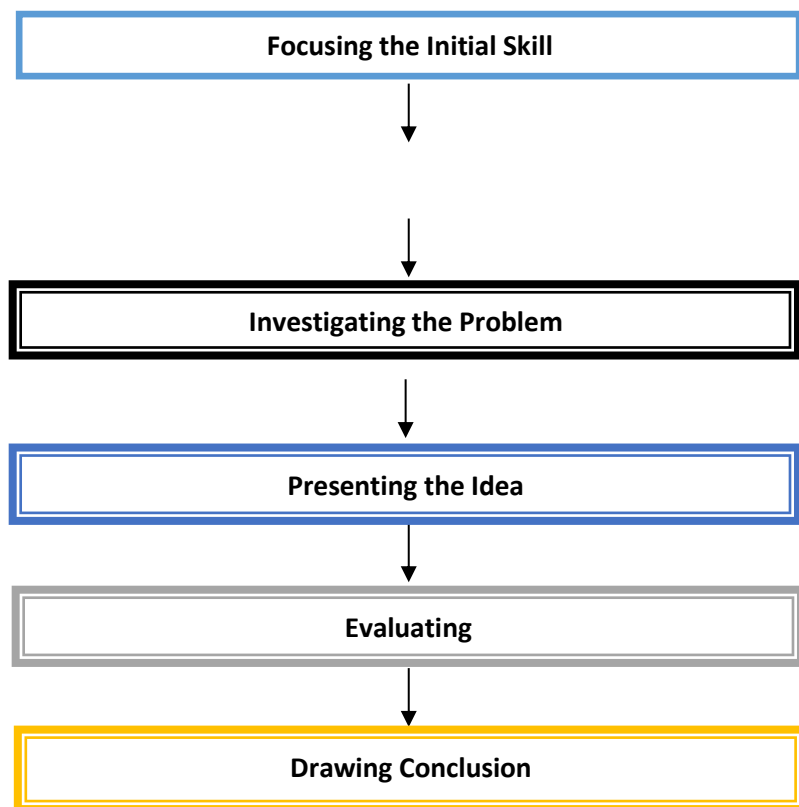 Focusing the Initial Skill
Investigating the Problem
Presenting the Idea
Evaluating
Drawing Conclusion